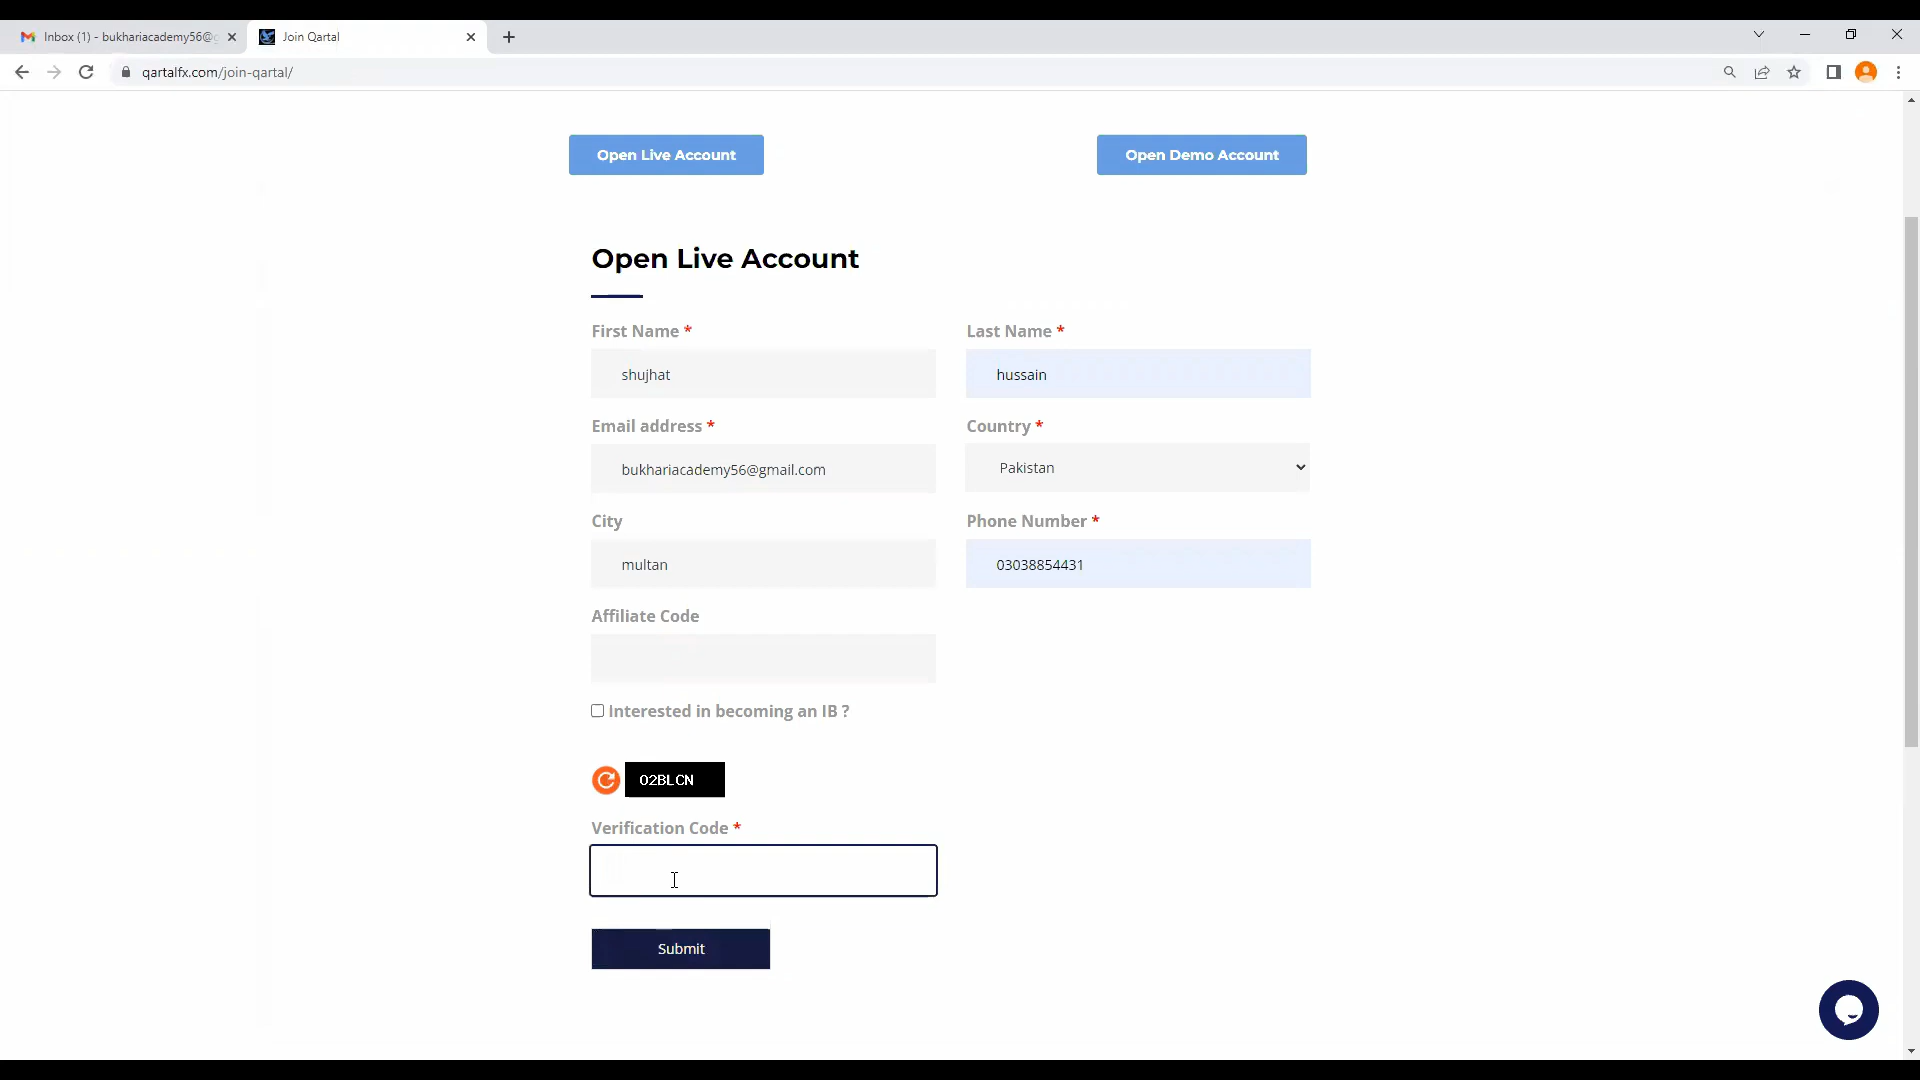 Inbox (1) - bukhariacademy56@g
Join Qartal
qartalfx.com/join-qartal/
Open Live Account
Open Demo Account
Open Live Account
First Name *
Last Name *
shujhat
hussain
Email address *
Country *
bukhariacademy56@gmail.com
Pakistan
City
Phone Number *
multan
03038854431
Affiliate Code
Interested in becoming an IB ?
O2BLCN
Verification Code *
Submit